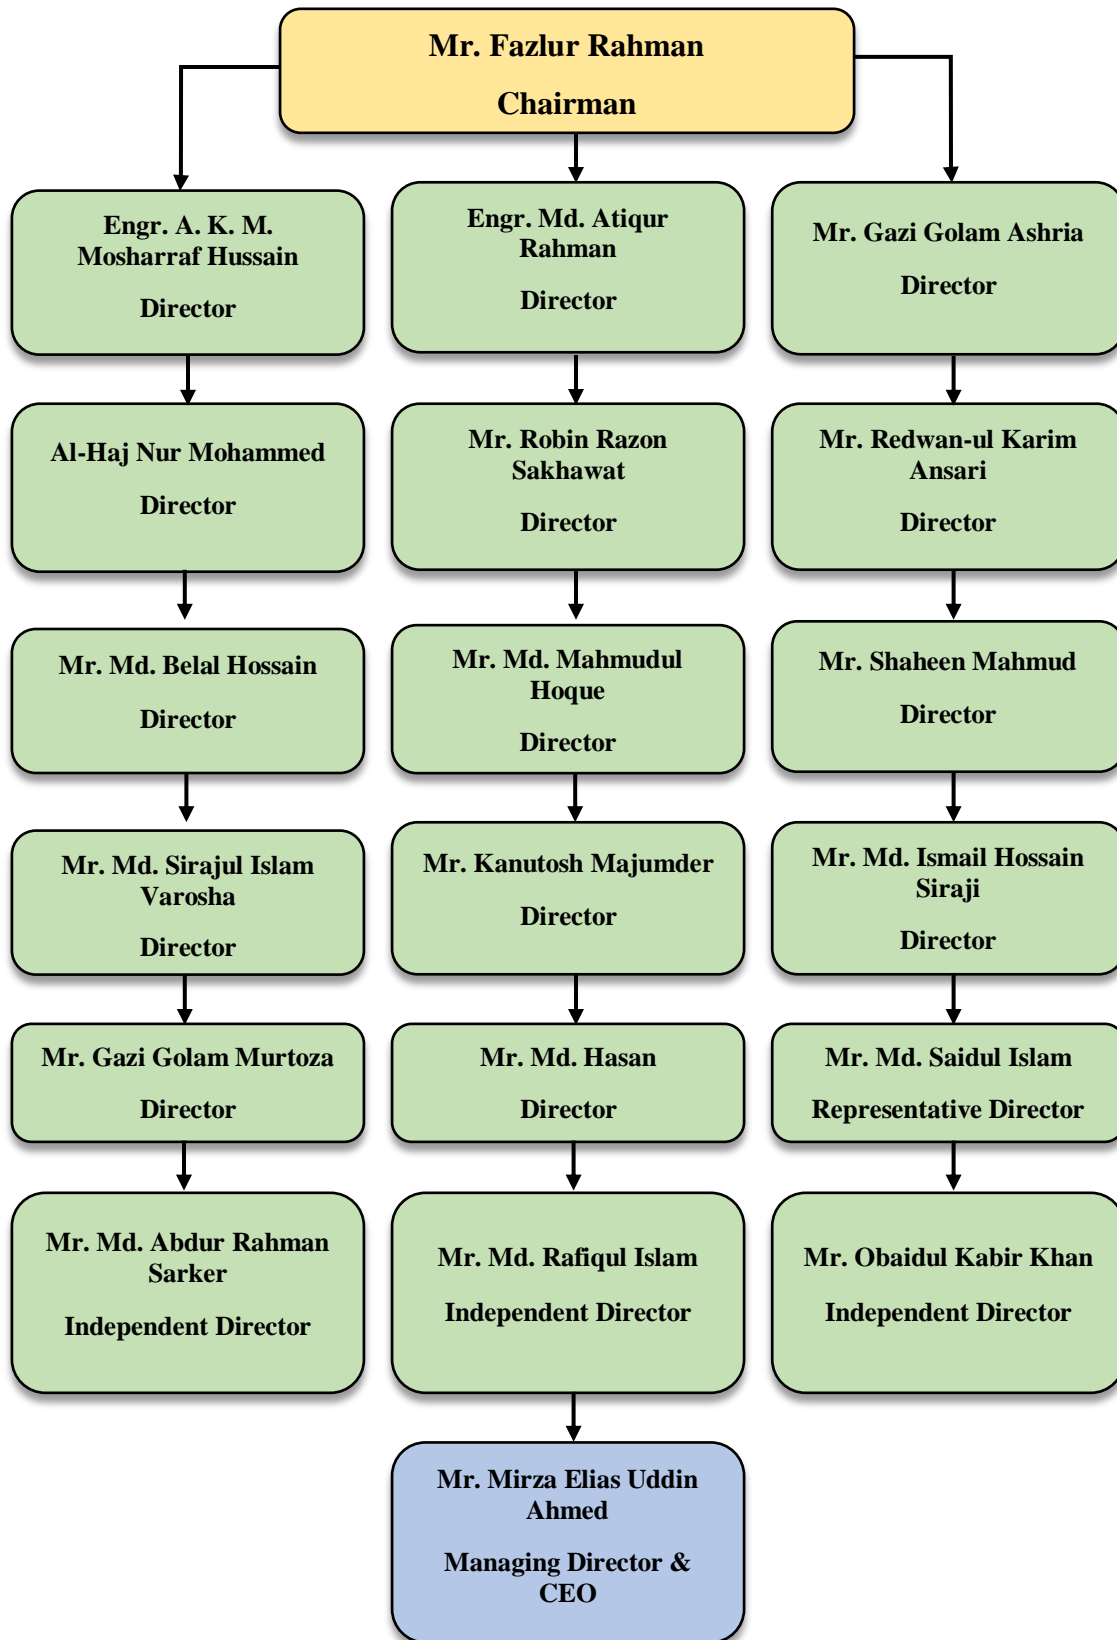 Mr. Fazlur Rahman
Chairman
Engr. A. K. M.
Mosharraf Hussain
Director
Engr. Md. Atiqur
Rahman
Director
Mr. Gazi Golam Ashria
Director
Al-Haj Nur Mohammed
Director
Mr. Robin Razon
Sakhawat
Director
Mr. Redwan-ul Karim
Ansari
Director
Mr. Md. Belal Hossain
Director
Mr. Md. Mahmudul
Hoque
Director
Mr. Shaheen Mahmud
Director
Mr. Md. Sirajul Islam
Varosha
Director
Mr. Kanutosh Majumder
Director
Mr. Md. Ismail Hossain
Siraji
Director
Mr. Gazi Golam Murtoza
Director
Mr. Md. Hasan
Director
Mr. Md. Saidul Islam
Representative Director
Mr. Md. Abdur Rahman
Sarker
Independent Director
Mr. Md. Rafiqul Islam
Independent Director
Mr. Obaidul Kabir Khan
Independent Director
Mr. Mirza Elias Uddin
Ahmed
Managing Director &
CEO